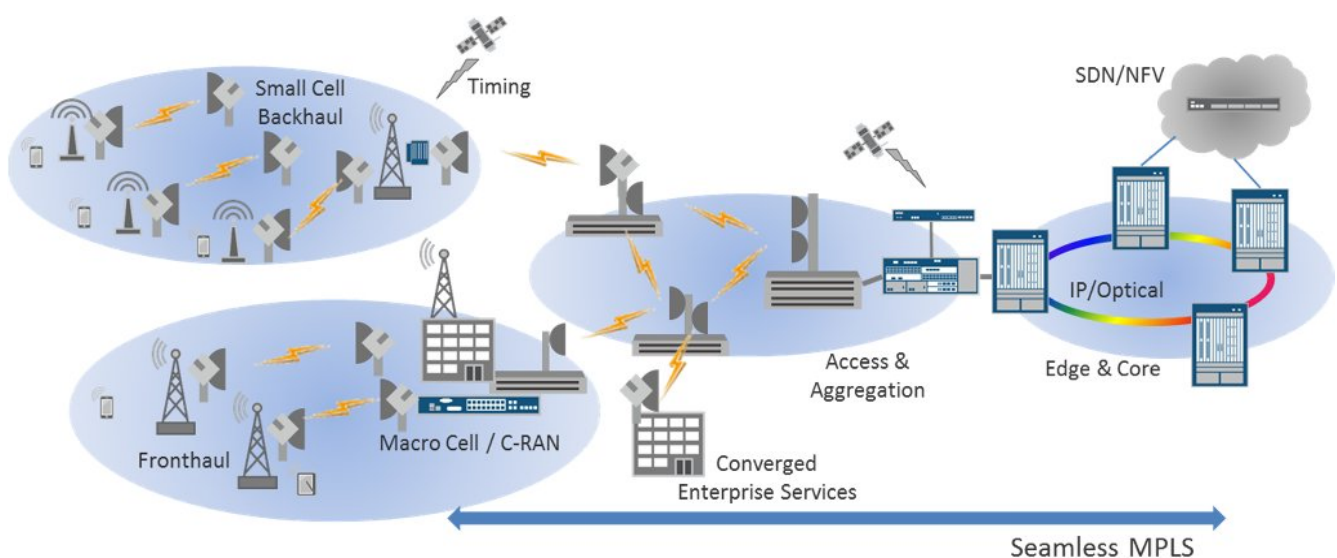 Small Cell
Backhaul
Timing
SDN/NFV
IP/Optical
Access &
Aggregation
Edge & Core
Fronthaul
Macro Cell / C-RAN
Converged
Enterprise Services
Seamless MPLS